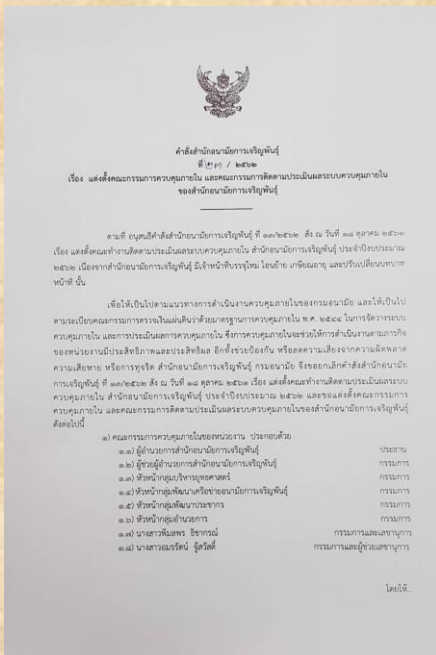 คำสั่งสำนักอนามัยการเจริญพันธุ์
ที่ / ๒๕๖๒
เรื่อง แต่งตั้งคณะกรรมการควบคุมภายใน และคณะกรรมการติดตามประเมินผลระบบควบคุมภายใน
ของสำนักอนามัยการเจริญพันธุ์
ตามที่ อนุสนธิคำสั่งสำนักอนามัยการเจริญพันธุ์ ที่ ๑๓/๒๕๖๒ สั่ง ณ วันที่ ๑๘ ตุลาคม ๒๕๖๑
เรื่อง แต่งตั้งคณะทำงานติดตามประเมินผลระบบควบคุมภายใน สำนักอนามัยการเจริญพันธุ์ ประจำปีงบประมาณ
๒๕๖๒ เนื่องจากสำนักอนามัยการเจริญพันธุ์ มีเจ้าหน้าที่บรรจุใหม่ โอนย้าย เกษียณอายุ และปรับเปลี่ยนบทบาท
หน้าที่ นั้น
เพื่อให้เป็นไปตามแนวทางการดำเนินงานควบคุมภายในของกรมอนามัย และให้เป็นไป
ตามระเบียบคณะกรรมการตรวจเงินแผ่นดินว่าด้วยมาตรฐานการควบคุมภายใน พ.ศ. ๒๕๔๔ ในการจัดวางระบบ
ควบคุมภายใน และการประเมินผลการควบคุมภายใน ซึ่งการควบคุมภายในจะช่วยให้การดำเนินงานตามภารกิจ
ของหน่วยงานมีประสิทธิภาพและประสิทธิผล อีกทั้งช่วยป้องกัน หรือลดความเสี่ยงจากความผิดพลาด
ความเสียหาย หรือการทุจริต สำนักอนามัยการเจริญพันธุ์ กรมอนามัย จึงขอยกเลิกคำสั่งสำนักอนามัย
การเจริญพันธุ์ ที่ ๑๓/๒๕๖๒ สั่ง ณ วันที่ ๑๘ ตุลาคม ๒๕๖๑ เรื่อง แต่งตั้งคณะทำงานติดตามประเมินผลระบบ
ควบคุมภายใน สำนักอนามัยการเจริญพันธุ์ ประจำปีงบประมาณ ๒๕๖๒ และขอแต่งตั้งคณะกรรมการ
ควบคุมภายใน และคณะกรรมการติดตามประเมินผลระบบควบคุมภายในของสำนักอนามัยการเจริญพันธุ์
ดังต่อไปนี้
๑) คณะกรรมการควบคุมภายในของหน่วยงาน ประกอบด้วย
๑.๑) ผู้อำนวยการสำนักอนามัยการเจริญพันธุ์ ประธาน
๑.๒) ผู้ช่วยผู้อำนวยการสำนักอนามัยการเจริญพันธุ์ กรรมการ
๑.๓) หัวหน้ากลุ่มบริหารยุทธศาสตร์ กรรมการ
๑.๔) หัวหน้ากลุ่มพัฒนาเครือข่ายอนามัยการเจริญพันธุ์ กรรมการ
๑.๕) หัวหน้ากลุ่มพัฒนาประชากร กรรมการ
๑.๖) หัวหน้ากลุ่มอำนวยการ กรรมการ
๑.๗) นางสาวพิมลพร ธิชากรณ์ กรรมการและเลขานุการ
๑.๘) นางสาวอมรรัตน์ กรรมการและผู้ช่วยเลขานุการ
โดยให้...